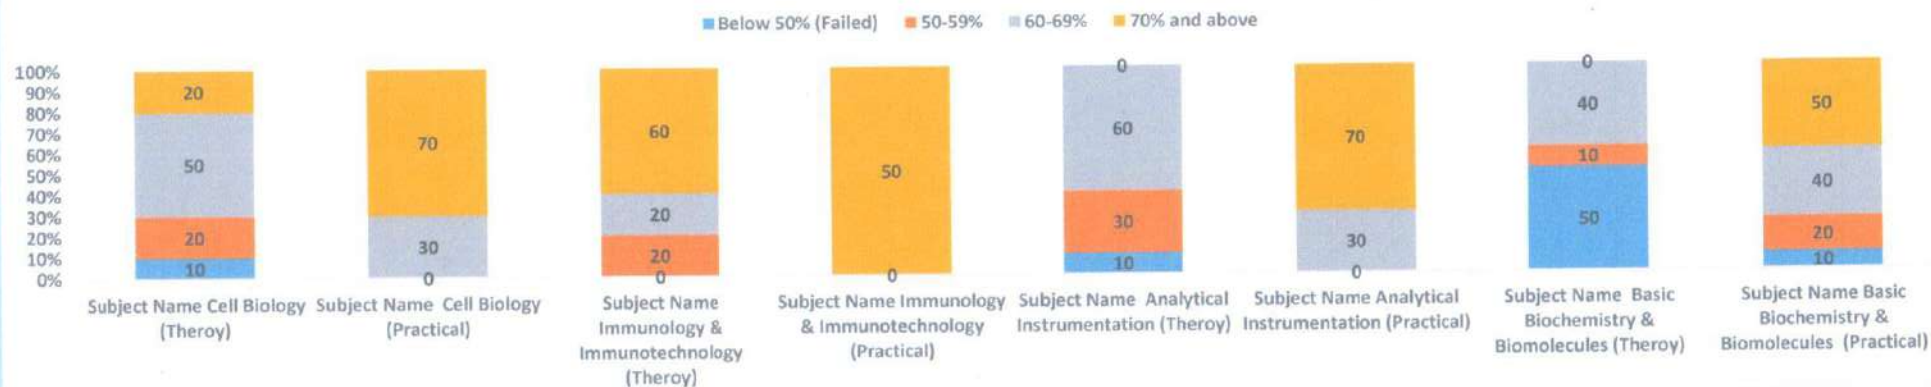 Below 50% (Failed) 50-59% 60-69% 70% and above
100%
90%
80%
70%
60%
50%
40%
30%
20%
10%
0%
20
50
20
10
70
30
0
60
20
20
0
50
0
0
60
30
10
70
30
0
0
40
10
50
50
40
20
10
Subject Name Cell Biology
(Theroy)
Subject Name Cell Biology
(Practical)
Subject Name
Immunology &
Immunotechnology
(Theroy)
Subject Name Immunology
& Immunotechnology
(Practical)
Subject Name Analytical
Instrumentation (Theroy)
Subject Name Analytical
Instrumentation (Practical)
Subject Name Basic
Biochemistry &
Biomolecules (Theroy)
Subject Name Basic
Biochemistry &
Biomolecules (Practical)